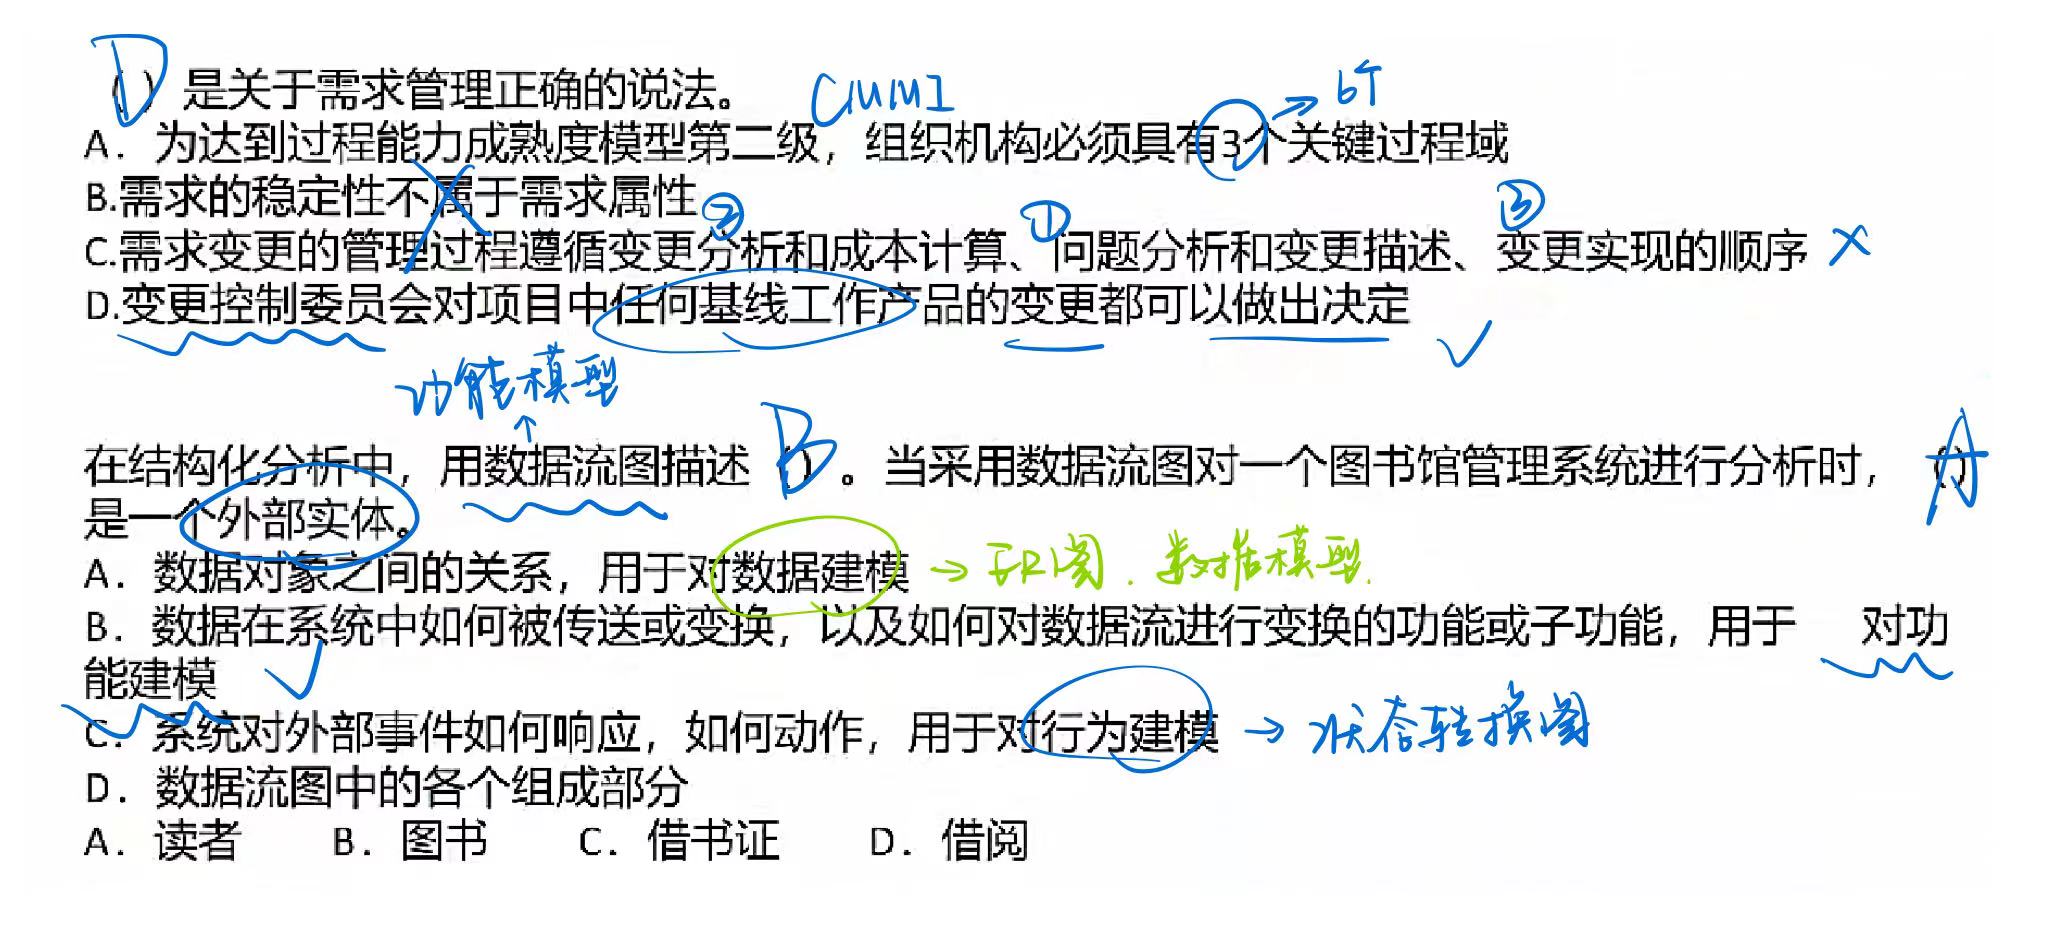 D
( ) 是关于需求管理正确的说法。 CMMI → 6个
A．为达到过程能力成熟度模型第二级，组织机构必须具有3个关键过程域
B.需求的稳定性不属于需求属性
② ① ③
C.需求变更的管理过程遵循变更分析和成本计算、问题分析和变更描述、变更实现的顺序 ×
D.变更控制委员会对项目中任何基线工作产品的变更都可以做出决定 ✓
功能模型
↑
在结构化分析中，用数据流图描述 ( ) B 。当采用数据流图对一个图书馆管理系统进行分析时， ( ) A
是一个外部实体。
A．数据对象之间的关系，用于对数据建模 → ER图．数据模型.
B．数据在系统中如何被传送或变换，以及如何对数据流进行变换的功能或子功能，用于 对功
能建模 ✓
C．系统对外部事件如何响应，如何动作，用于对行为建模 → 状态转换图
D．数据流图中的各个组成部分
A．读者 B．图书 C．借书证 D．借阅